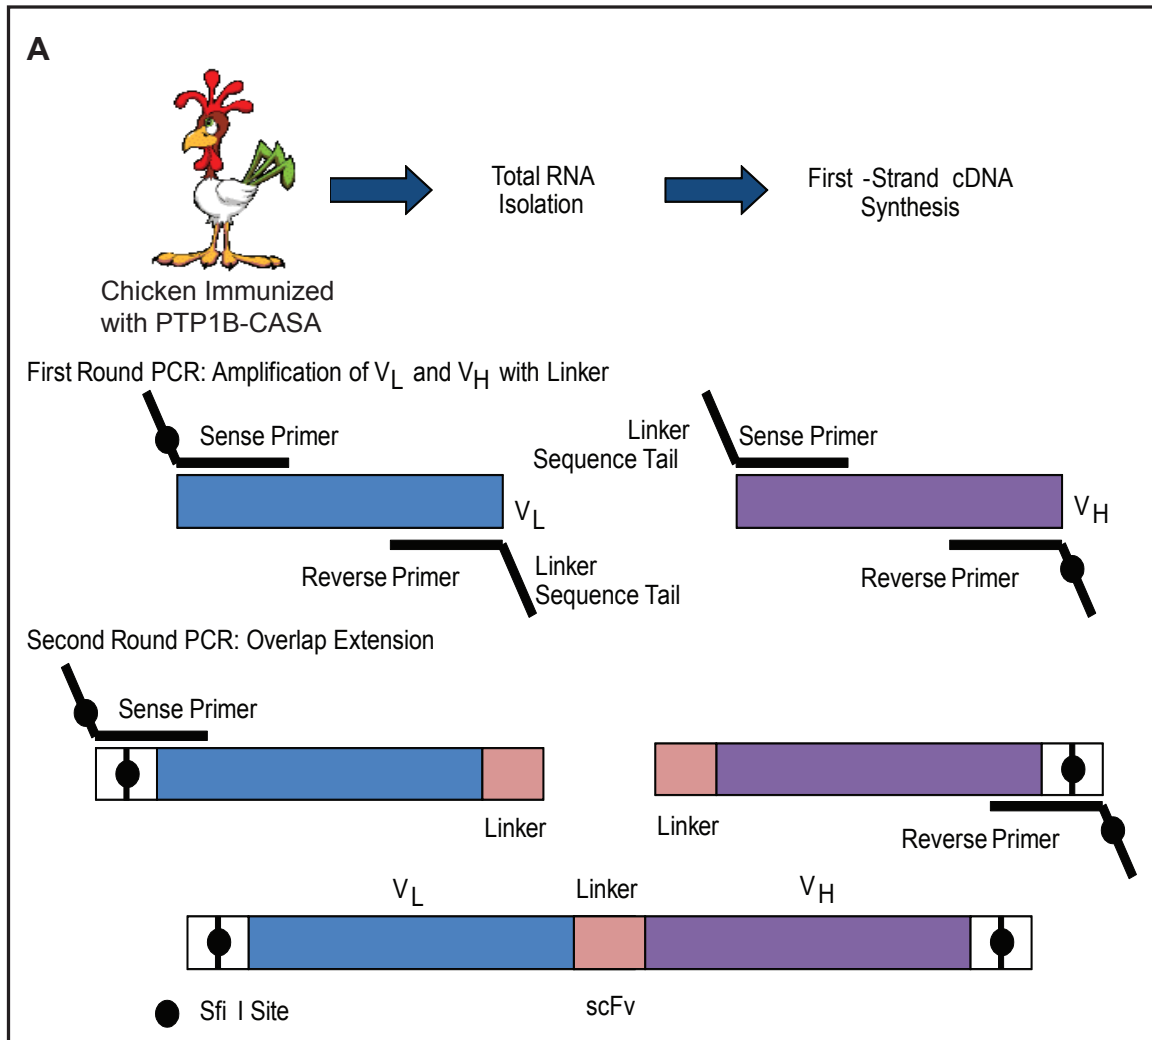 A
Total RNA
Isolation
First -Strand cDNA
Synthesis
Chicken Immunized
with PTP1B-CASA
First Round PCR: Amplification of VL and VH with Linker
Sense Primer
Linker
Sequence Tail
Sense Primer
VL
VH
Reverse Primer
Linker
Sequence Tail
Reverse Primer
Second Round PCR: Overlap Extension
Sense Primer
Linker
Linker
Reverse Primer
VL
Linker
VH
Sfi I Site
scFv